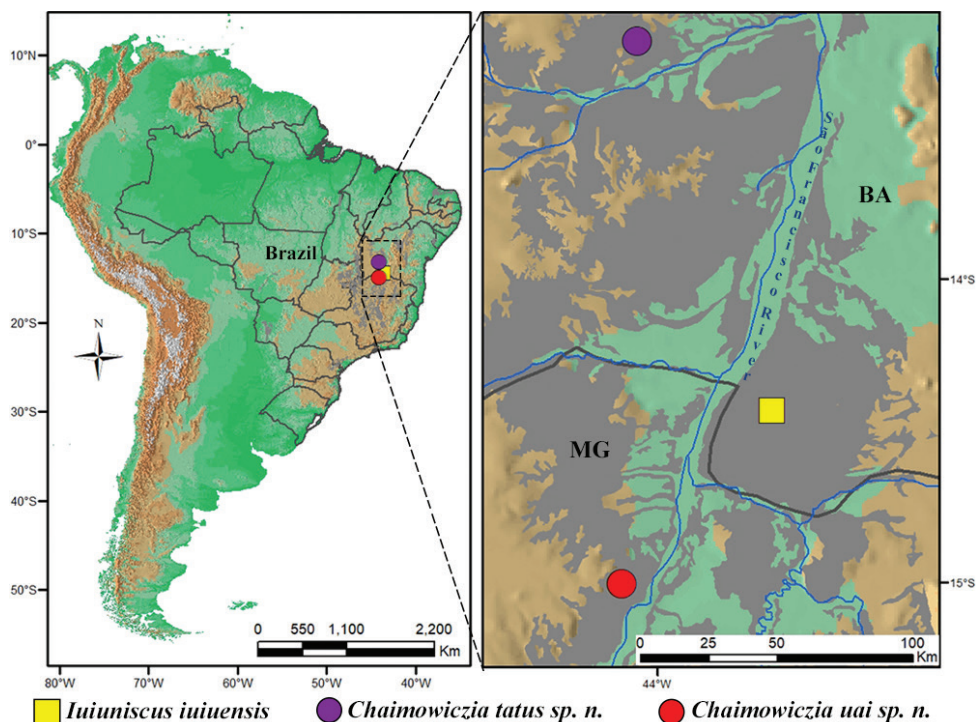 10°N
0°
10°S
20°S
30°S
40°S
50°S
80°W
70°W
60°W
50°W
40°W
Brazil
N
0 550 1,100 2,200
Km
São Francisco River
BA
MG
14°S
15°S
44°W
0 25 50 100
Km
Iuiuniscus iuiuensis
Chaimowiczia tatus sp. n.
Chaimowiczia uai sp. n.